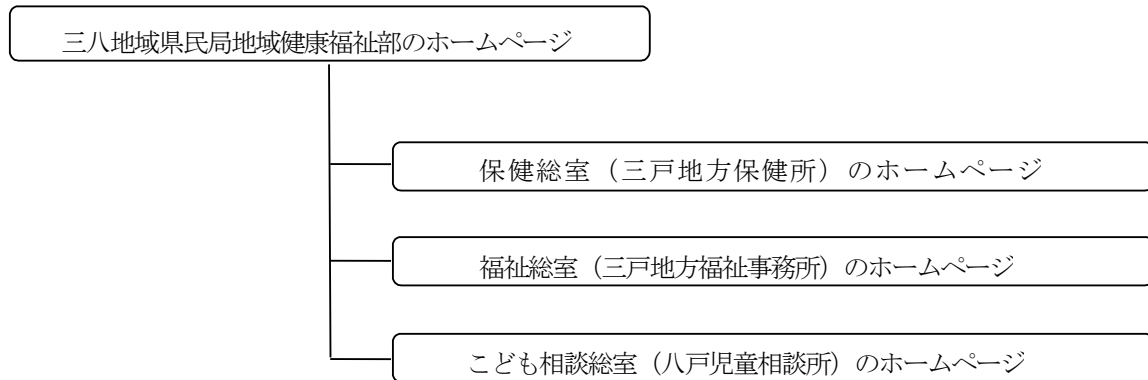 三八地域県民局地域健康福祉部のホームページ
保健総室（三戸地方保健所）のホームページ
福祉総室（三戸地方福祉事務所）のホームページ
こども相談総室（八戸児童相談所）のホームページ